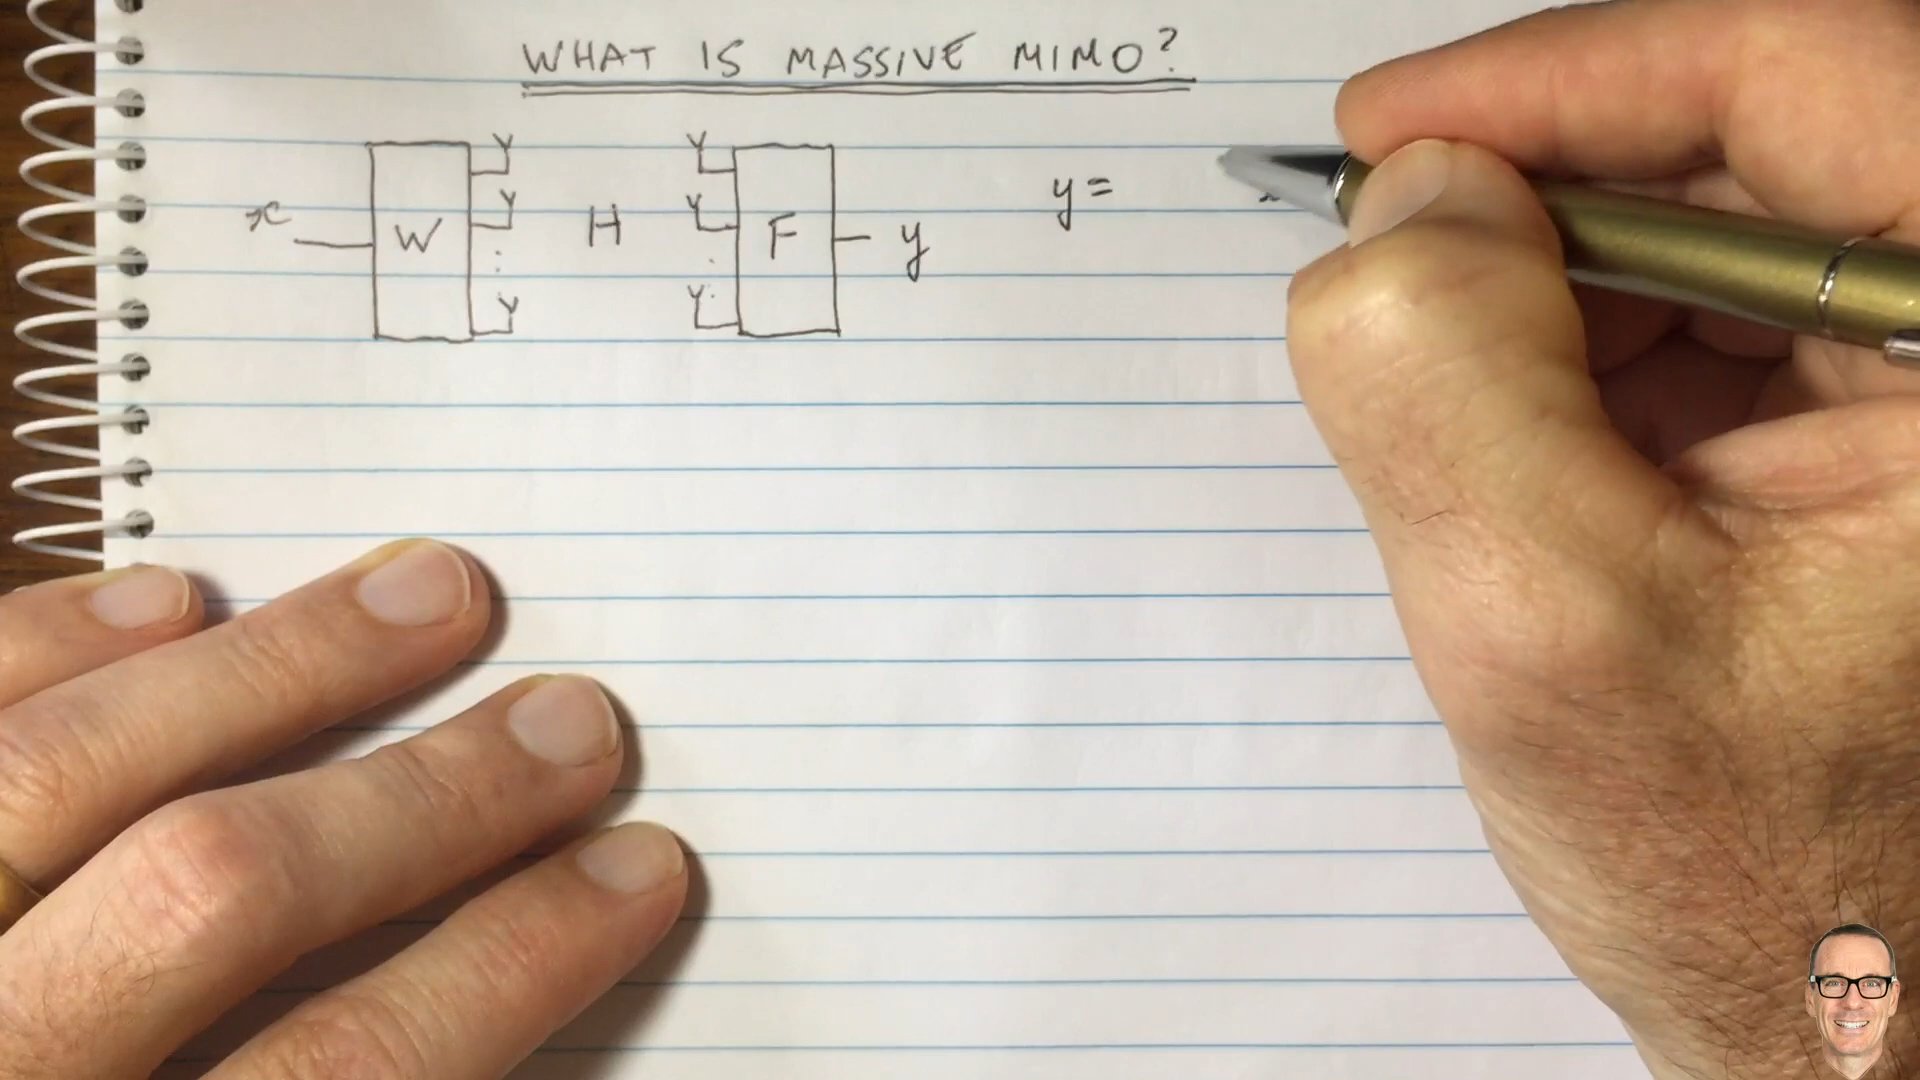 WHAT IS MASSIVE MIMO?
x W H F y y =